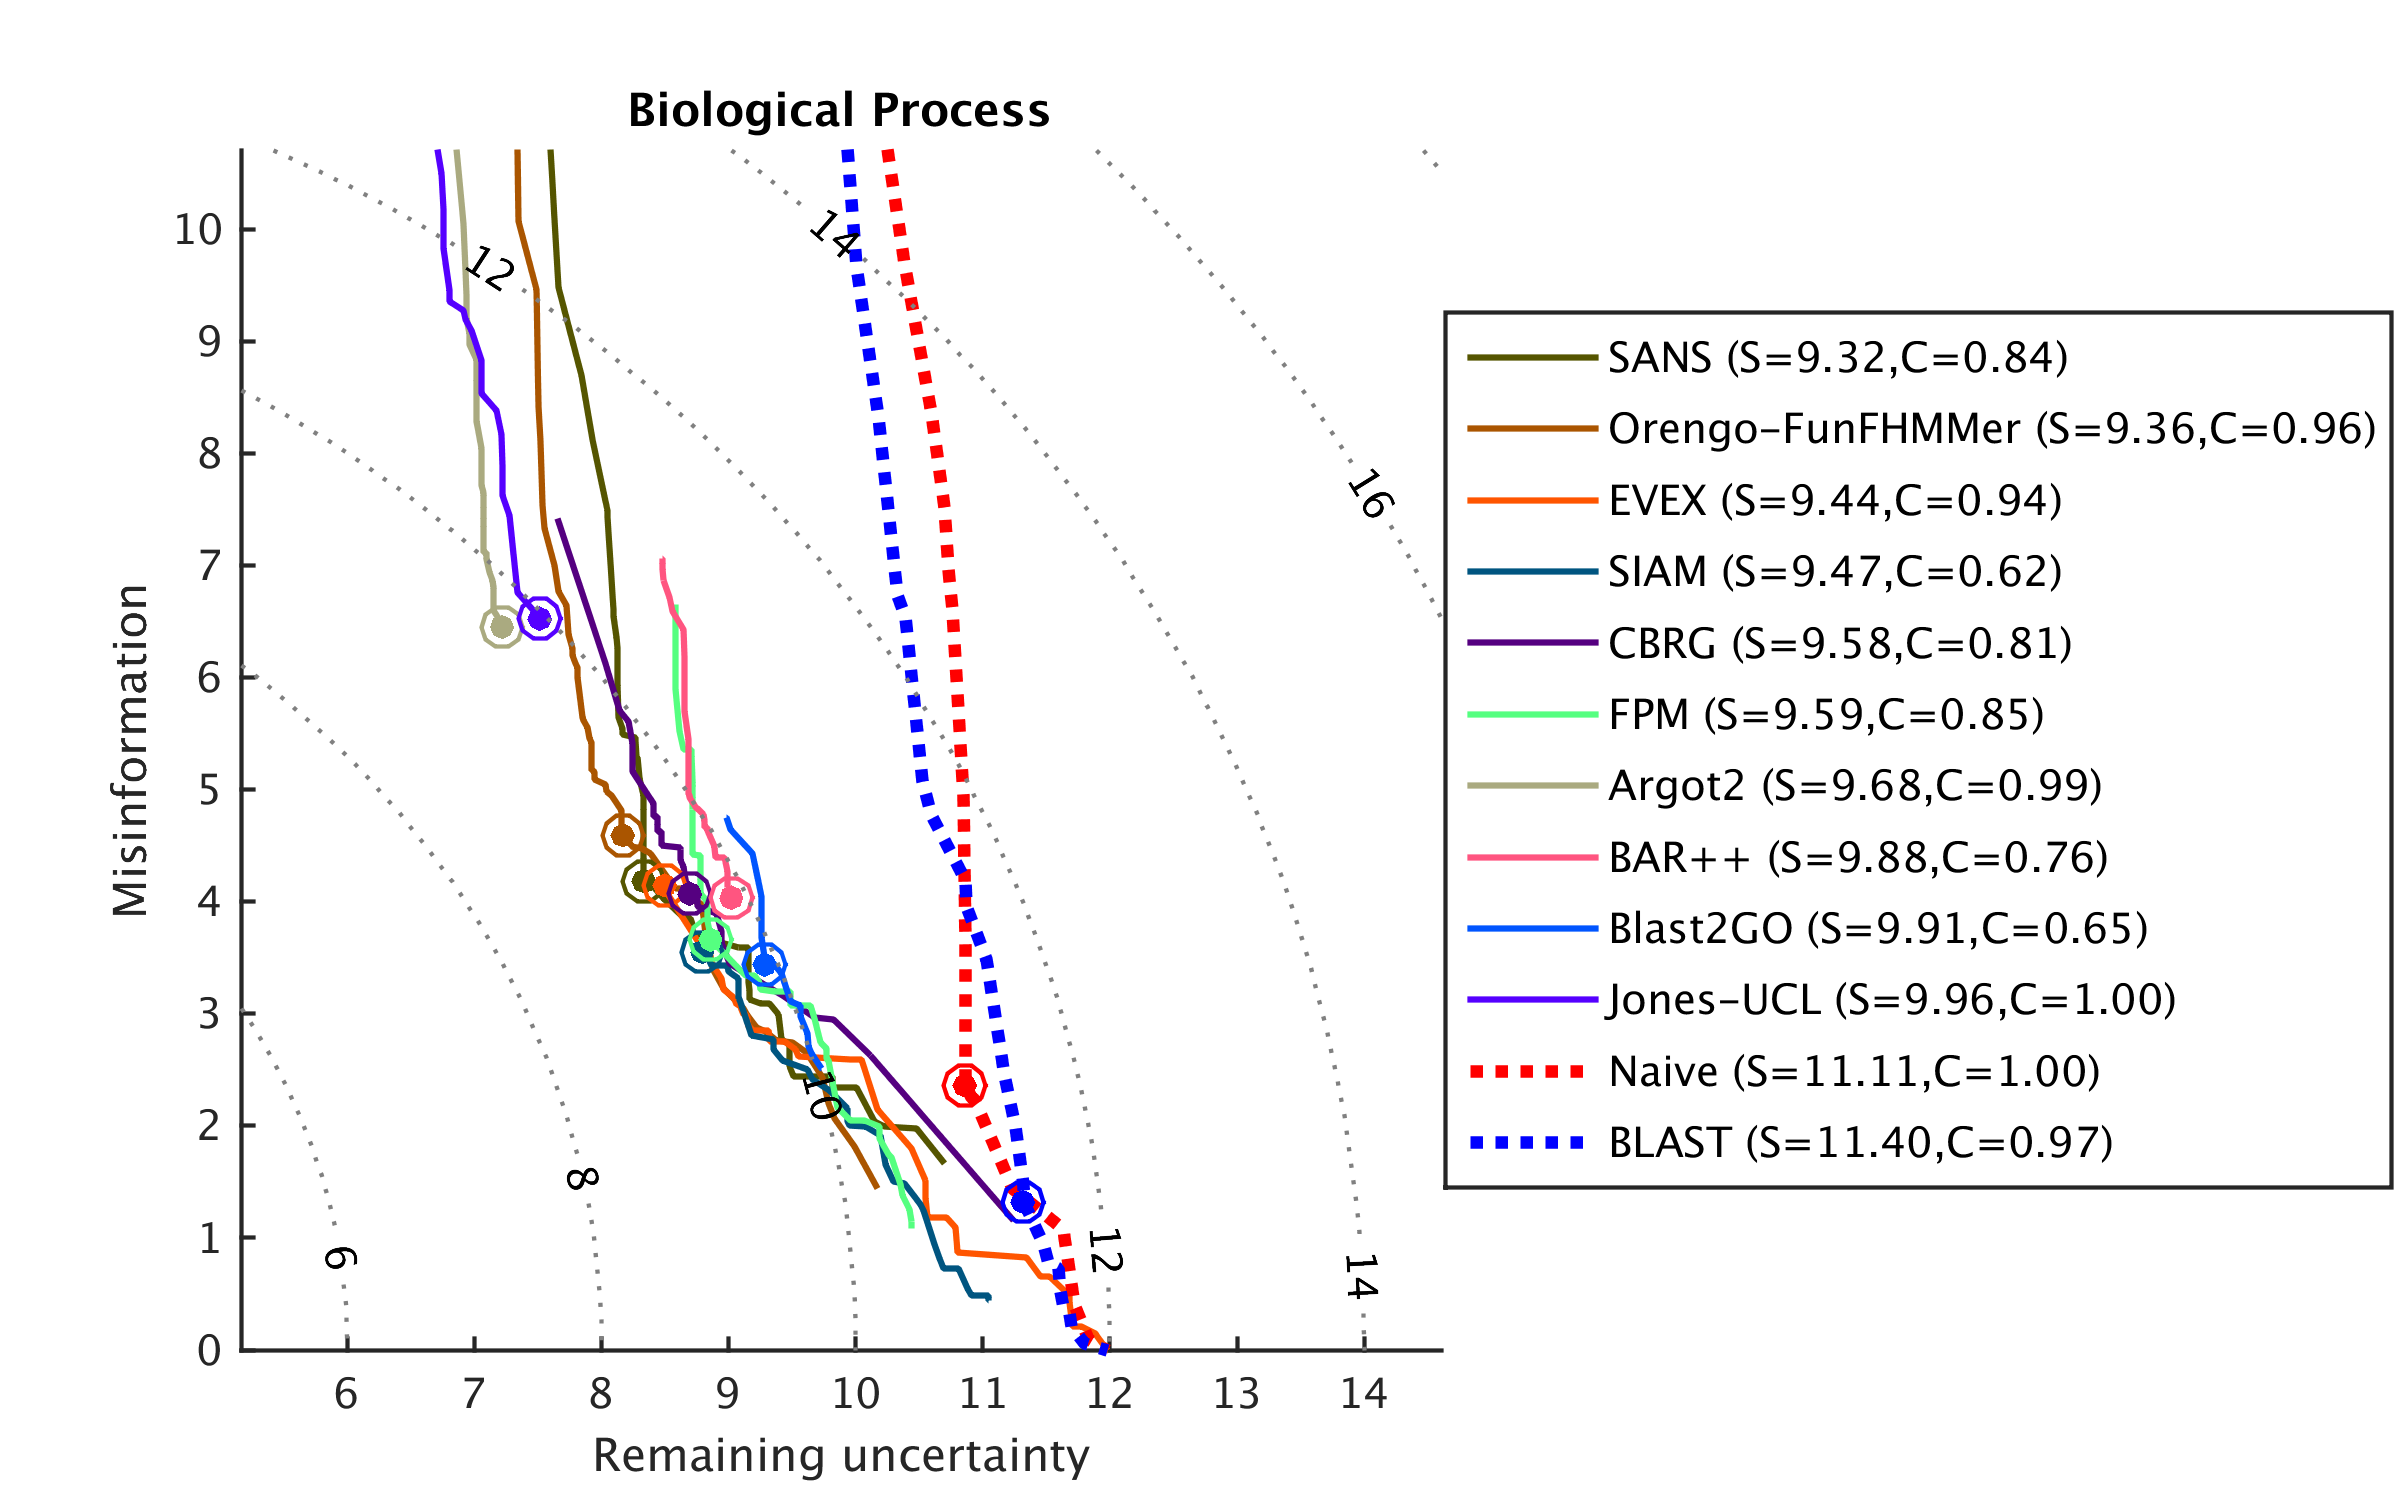 Biological Process
Misinformation
10
9
8
7
6
5
4
3
2
1
0
6
7
8
9
10
11
12
13
14
Remaining uncertainty
12
14
16
6
8
10
12
14
SANS (S=9.32,C=0.84)
Orengo-FunFHMMer (S=9.36,C=0.96)
EVEX (S=9.44,C=0.94)
SIAM (S=9.47,C=0.62)
CBRG (S=9.58,C=0.81)
FPM (S=9.59,C=0.85)
Argot2 (S=9.68,C=0.99)
BAR++ (S=9.88,C=0.76)
Blast2GO (S=9.91,C=0.65)
Jones-UCL (S=9.96,C=1.00)
Naive (S=11.11,C=1.00)
BLAST (S=11.40,C=0.97)